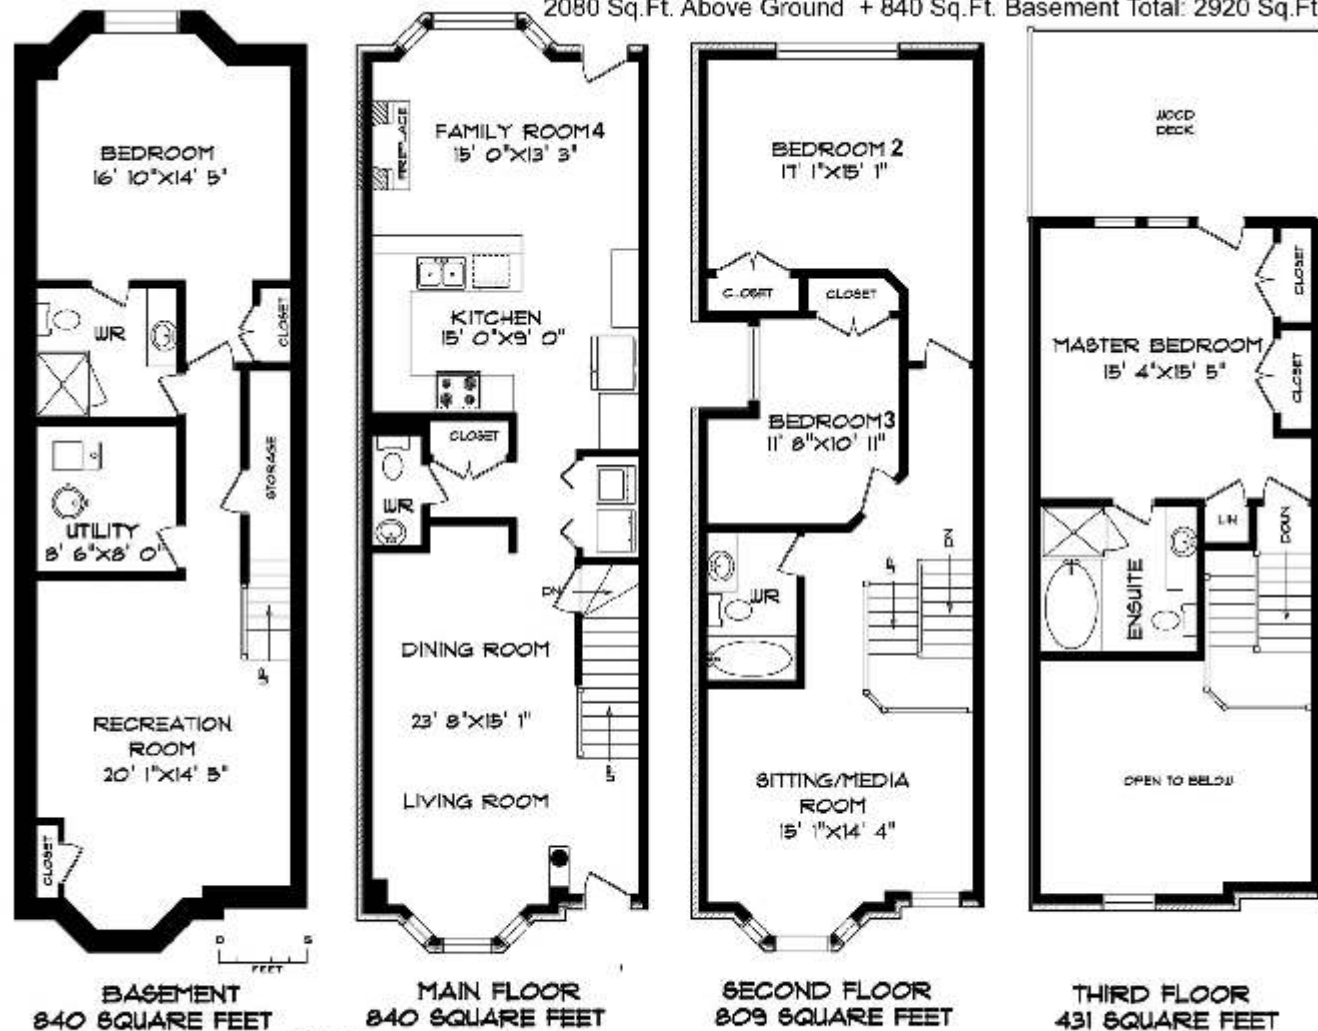 2080 Sq.Ft. Above Ground + 840 Sq.Ft. Basement Total: 2920 Sq.Ft
BEDROOM
16' 10"X14' 5"
WR
CLOSET
STORAGE
UTILITY
8' 6"X8' 0"
UP
RECREATION
ROOM
20' 1"X14' 5"
CLOSET
0 5
FEET
BASEMENT
840 SQUARE FEET
FIREPLACE
FAMILY ROOM4
15' 0"X13' 3"
KITCHEN
15' 0"X9' 0"
CLOSET
WR
DN
DINING ROOM
23' 8"X15' 1"
UP
LIVING ROOM
MAIN FLOOR
840 SQUARE FEET
BEDROOM 2
17' 1"X15' 1"
CLOSET
CLOSET
BEDROOM3
11' 8"X10' 11"
WR
UP
DN
SITTING/MEDIA
ROOM
15' 1"X14' 4"
SECOND FLOOR
809 SQUARE FEET
WOOD
DECK
CLOSET
MASTER BEDROOM
15' 4"X15' 5"
CLOSET
LIN
DOWN
ENSUITE
OPEN TO BELOW
THIRD FLOOR
431 SQUARE FEET